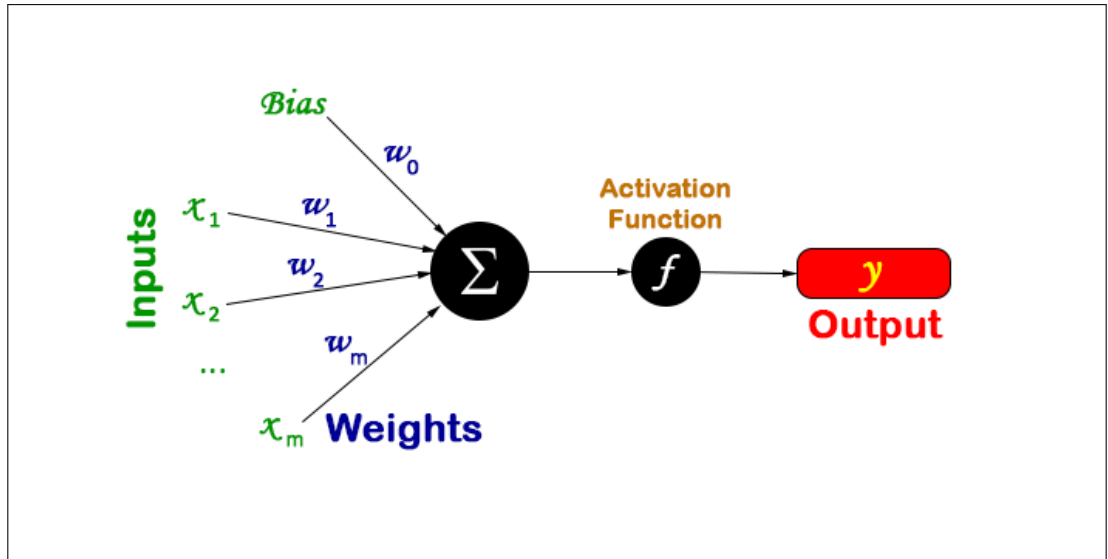 Bias
w0
Activation
Function
Inputs
x1
w1
w2
x2
Σ
f
y
Output
...
wm
xm
Weights